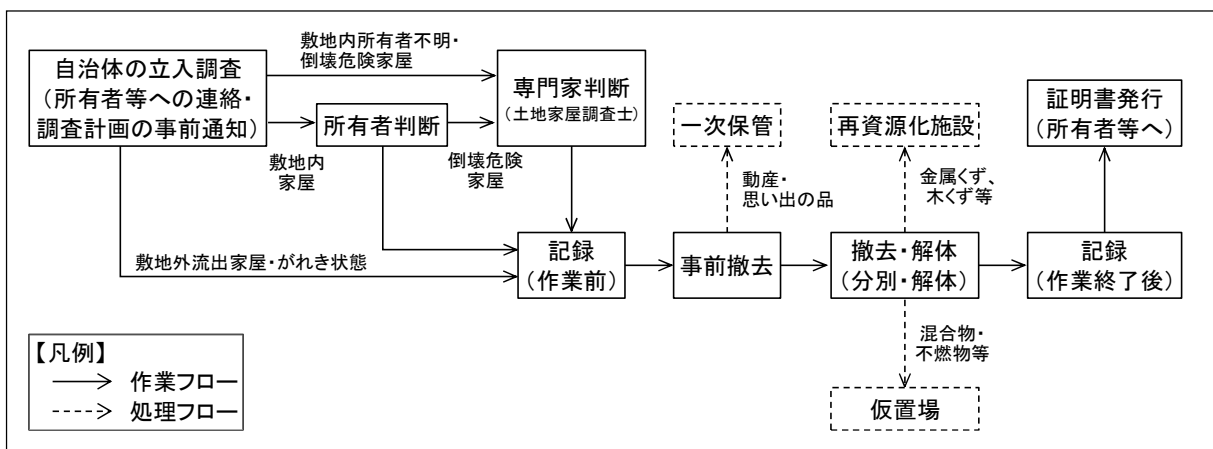 敷地内所有者不明・
倒壊危険家屋
自治体の立入調査
(所有者等への連絡・
調査計画の事前通知)
所有者判断
専門家判断
(土地家屋調査士)
敷地内
家屋
倒壊危険
家屋
一次保管
再資源化施設
証明書発行
(所有者等へ)
動産・
思い出の品
金属くず、
木くず等
敷地外流出家屋・がれき状態
記録
(作業前)
事前撤去
撤去・解体
(分別・解体)
記録
(作業終了後)
混合物・
不燃物等
仮置場
【凡例】
作業フロー
処理フロー